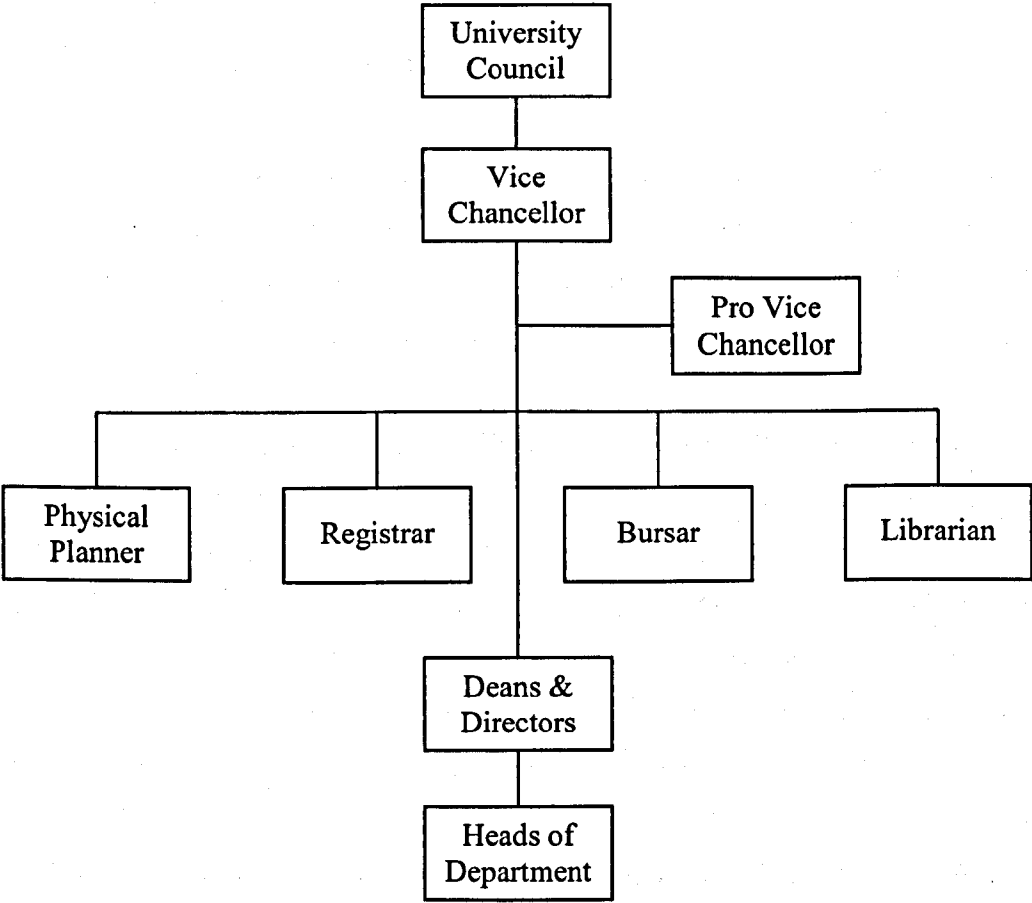 University
Council
Vice
Chancellor
Pro Vice
Chancellor
Physical
Planner
Registrar
Bursar
Librarian
Deans &
Directors
Heads of
Department